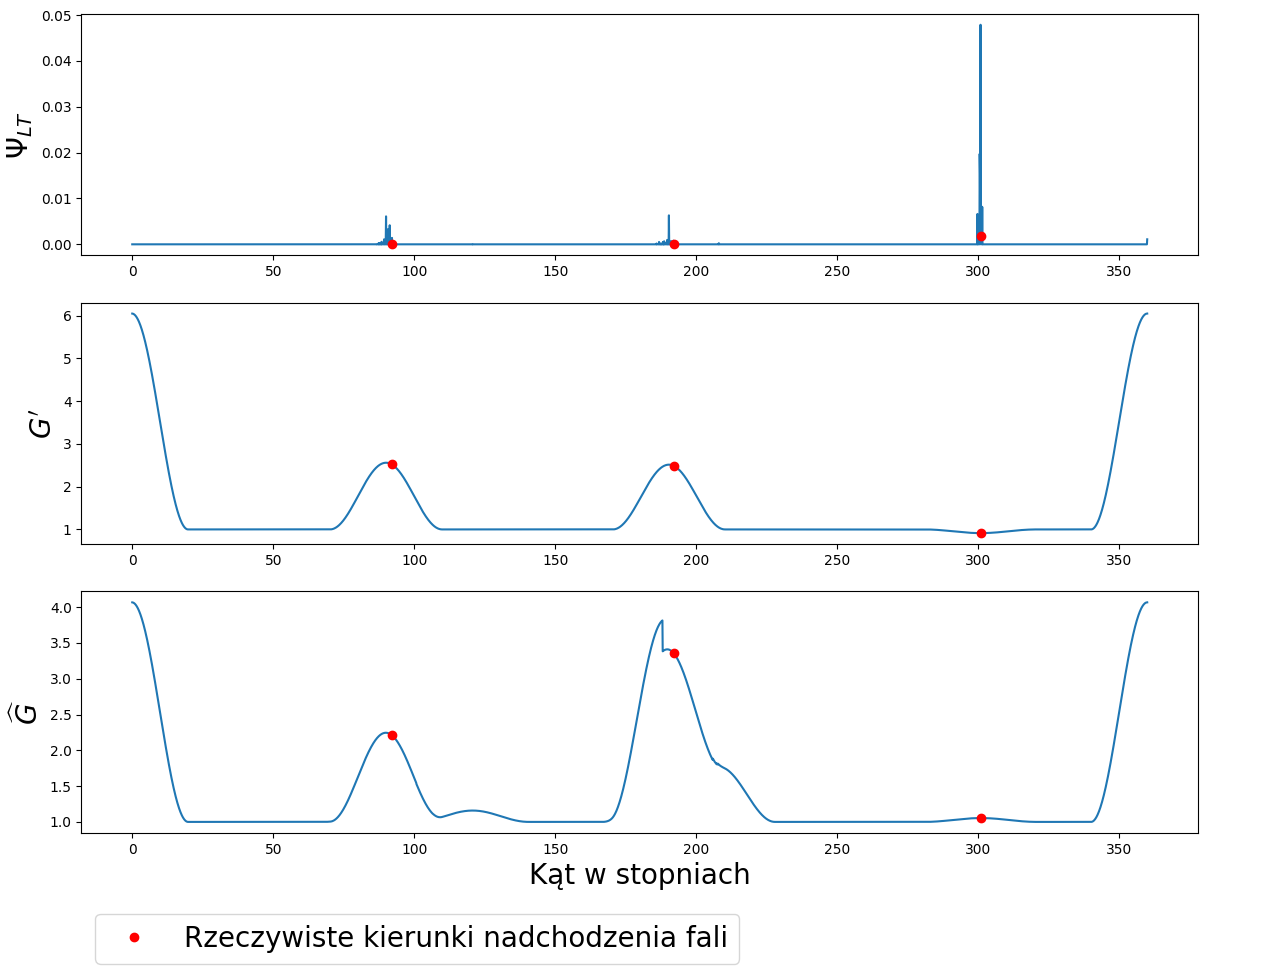 0.05
0.04
0.03
0.02
0.01
0.00
Ψ_LT
0 50 100 150 200 250 300 350
6
5
4
3
2
1
G′
0 50 100 150 200 250 300 350
4.0
3.5
3.0
2.5
2.0
1.5
1.0
Ĝ
0 50 100 150 200 250 300 350
Kąt w stopniach
Rzeczywiste kierunki nadchodzenia fali